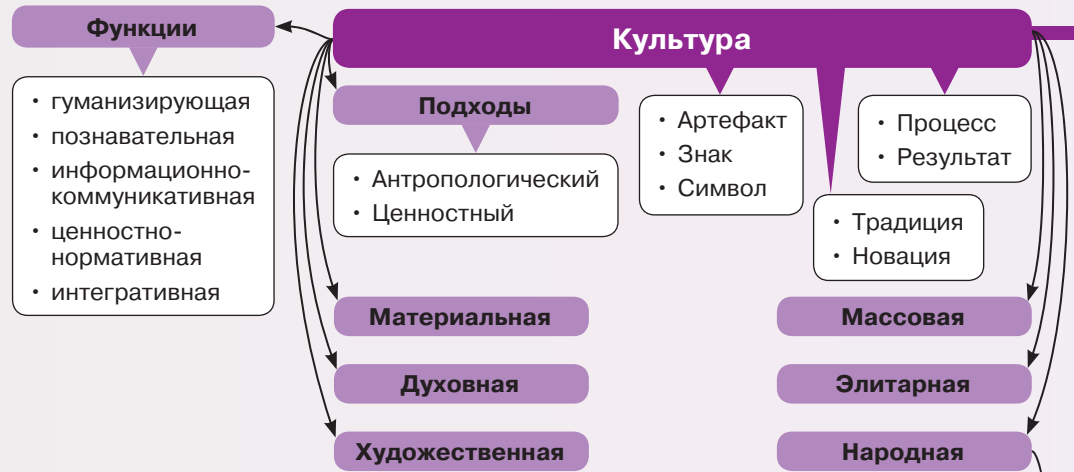 Функции
Культура
• гуманизирующая
• познавательная
• информационно-
коммуникативная
• ценностно-
нормативная
• интегративная
Подходы
• Антропологический
• Ценностный
• Артефакт
• Знак
• Символ
• Процесс
• Результат
• Традиция
• Новация
Материальная
Массовая
Духовная
Элитарная
Художественная
Народная